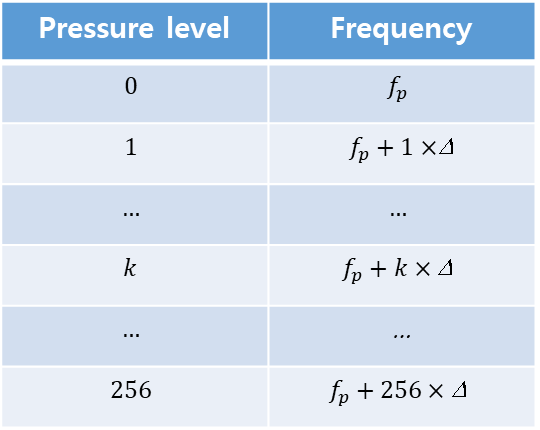 Pressure level Frequency
0 fₚ
1 fₚ + 1 × Δ
... ...
k fₚ + k × Δ
... ...
256 fₚ + 256 × Δ